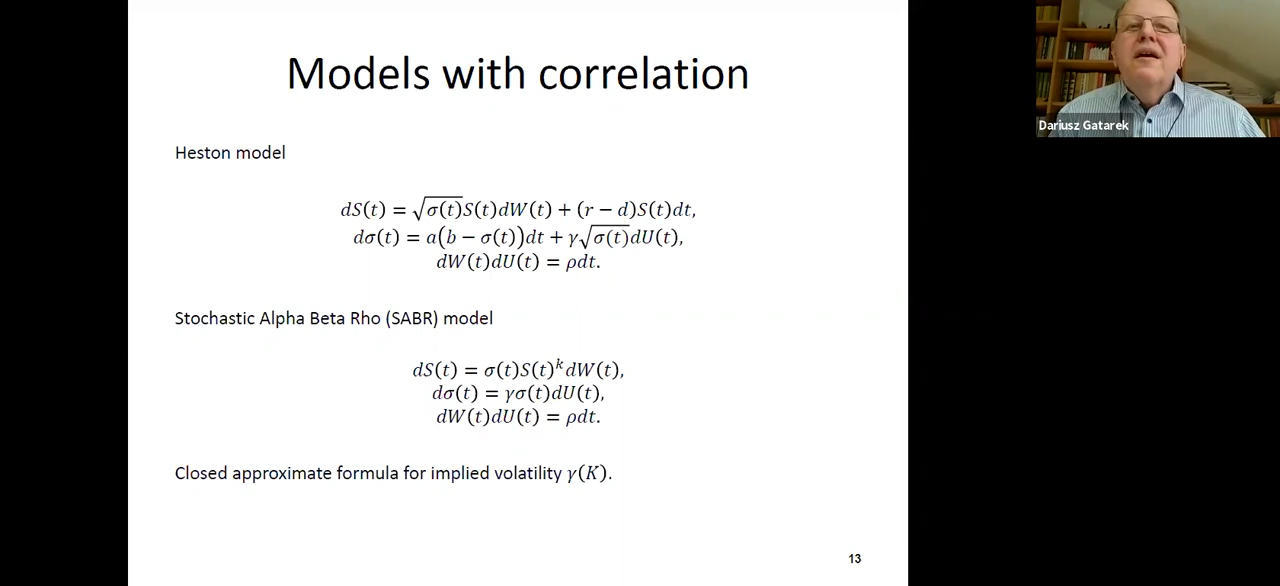 Models with correlation
Dariusz Gatarek
Heston model
dS(t) = √σ(t)S(t)dW(t) + (r − d)S(t)dt,
dσ(t) = a(b − σ(t))dt + γ√σ(t)dU(t),
dW(t)dU(t) = ρdt.
Stochastic Alpha Beta Rho (SABR) model
dS(t) = σ(t)S(t)^k dW(t),
dσ(t) = γσ(t)dU(t),
dW(t)dU(t) = ρdt.
Closed approximate formula for implied volatility γ(K).
13